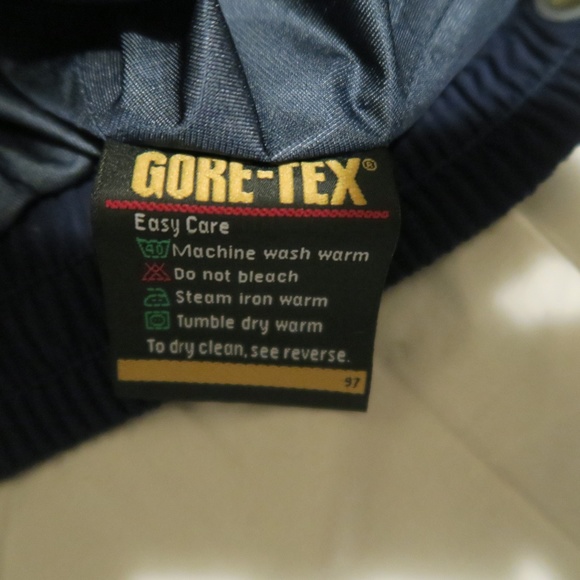 GORE-TEX®
Easy Care
40 Machine wash warm
Do not bleach
Steam iron warm
Tumble dry warm
To dry clean, see reverse.
97